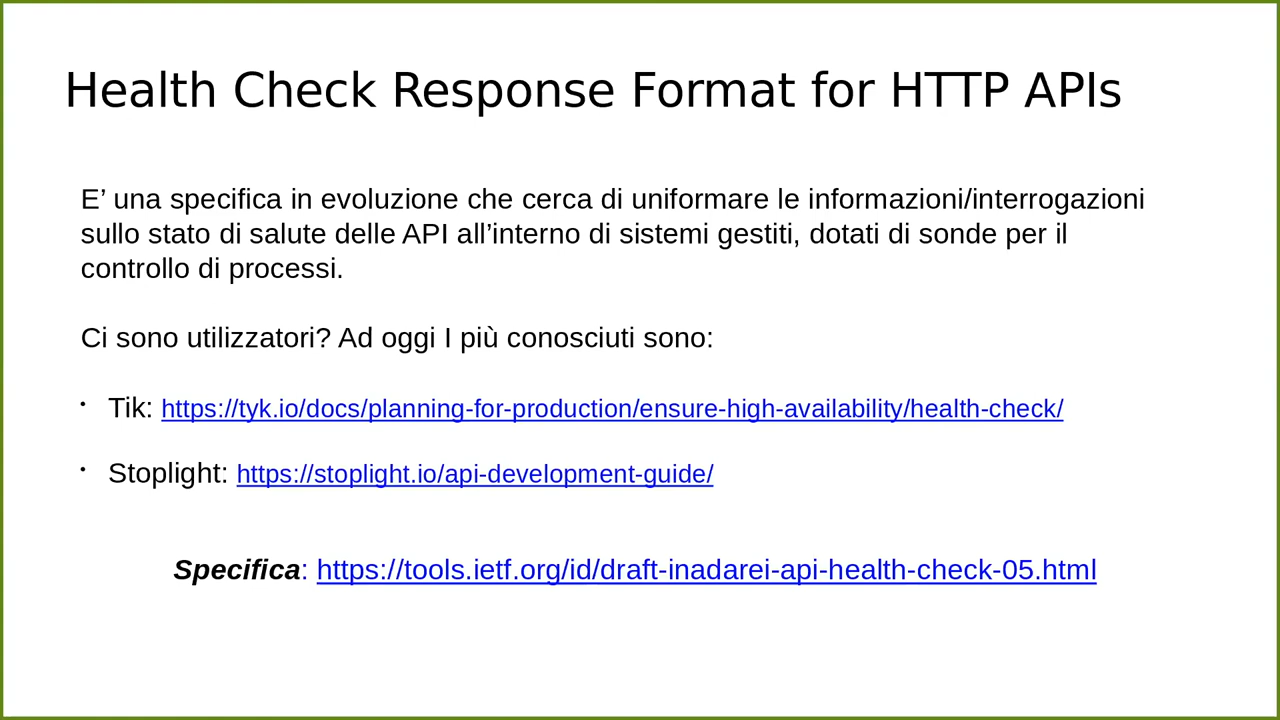 Health Check Response Format for HTTP APIs
E’ una specifica in evoluzione che cerca di uniformare le informazioni/interrogazioni
sullo stato di salute delle API all’interno di sistemi gestiti, dotati di sonde per il
controllo di processi.
Ci sono utilizzatori? Ad oggi I più conosciuti sono:
• Tik: https://tyk.io/docs/planning-for-production/ensure-high-availability/health-check/
• Stoplight: https://stoplight.io/api-development-guide/
Specifica: https://tools.ietf.org/id/draft-inadarei-api-health-check-05.html